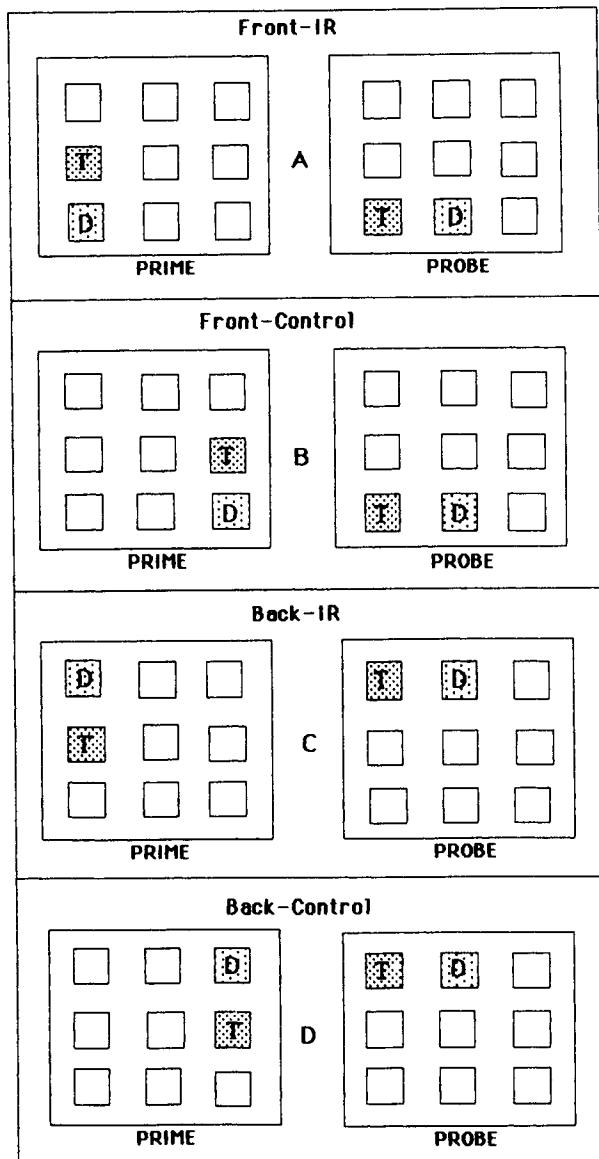 Front-IR
T
A
D
T D
PRIME PROBE
Front-Control
T
B
D
T D
PRIME PROBE
Back-IR
D
T D
T
C
PRIME PROBE
Back-Control
D
T D
T
D
PRIME PROBE